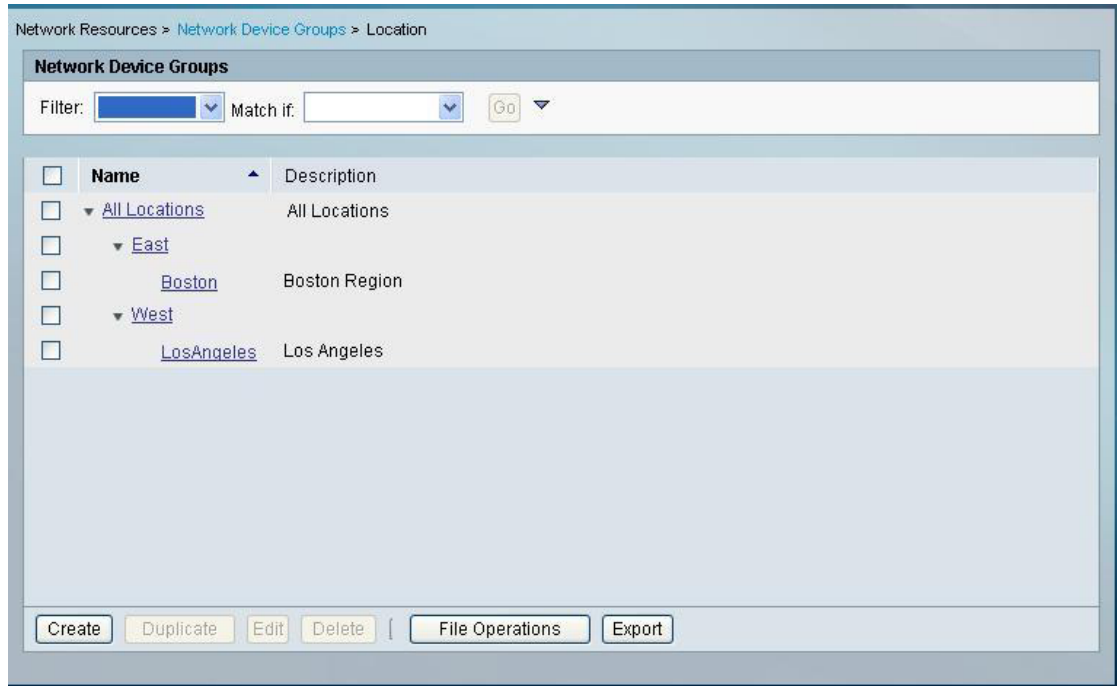 Network Resources > Network Device Groups > Location
Network Device Groups
Filter: Match if: Go
Name Description
All Locations All Locations
East
Boston Boston Region
West
LosAngeles Los Angeles
Create Duplicate Edit Delete | File Operations Export